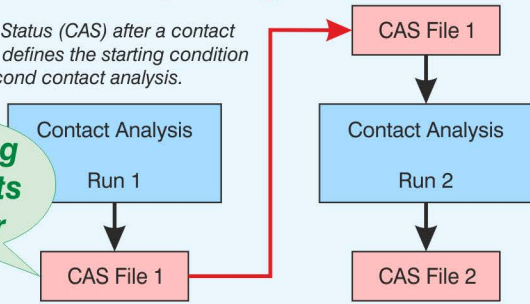 Status (CAS) after a contact
defines the starting condition
cond contact analysis.
CAS File 1
Contact Analysis
Run 1
CAS File 1
Contact Analysis
Run 2
CAS File 2